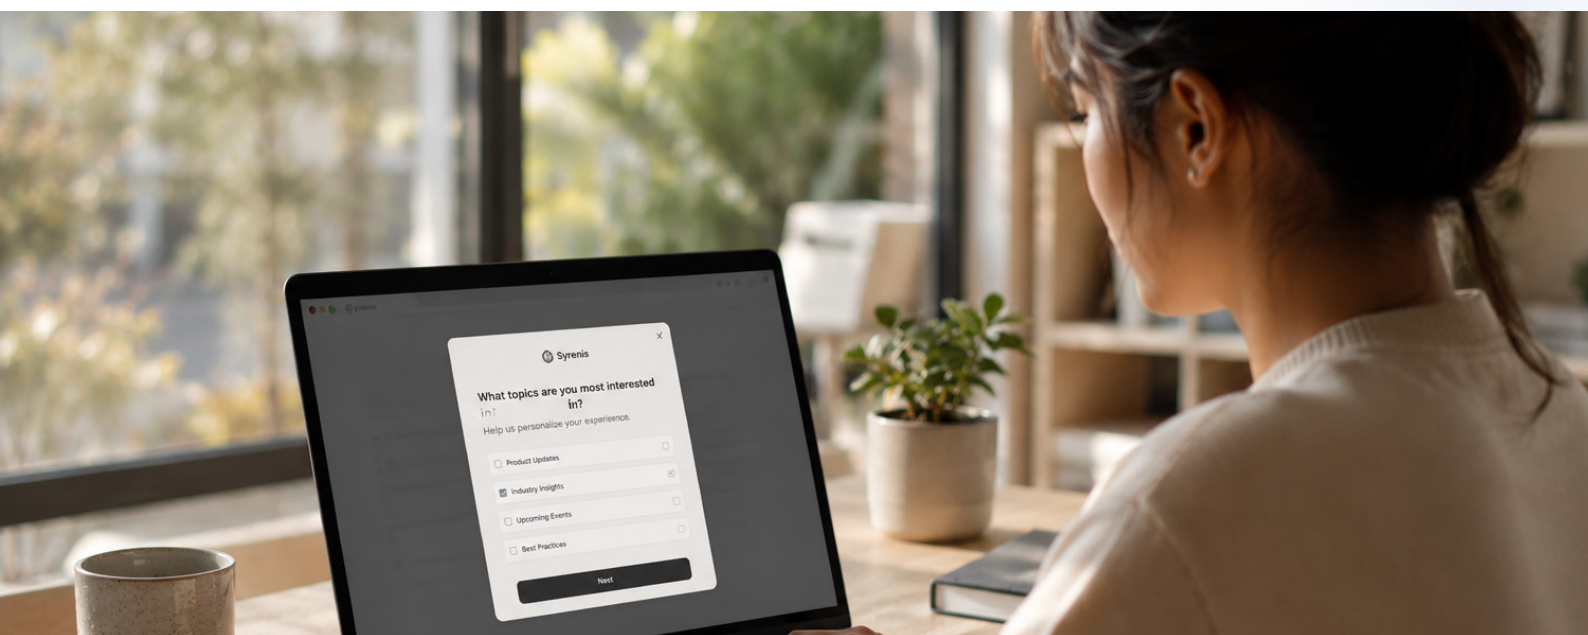 Syrenis
What topics are you most interested
in?
Help us personalize your experieence.
Product Updates
Industry Insights
Upcoming Events
Best Practices
Next